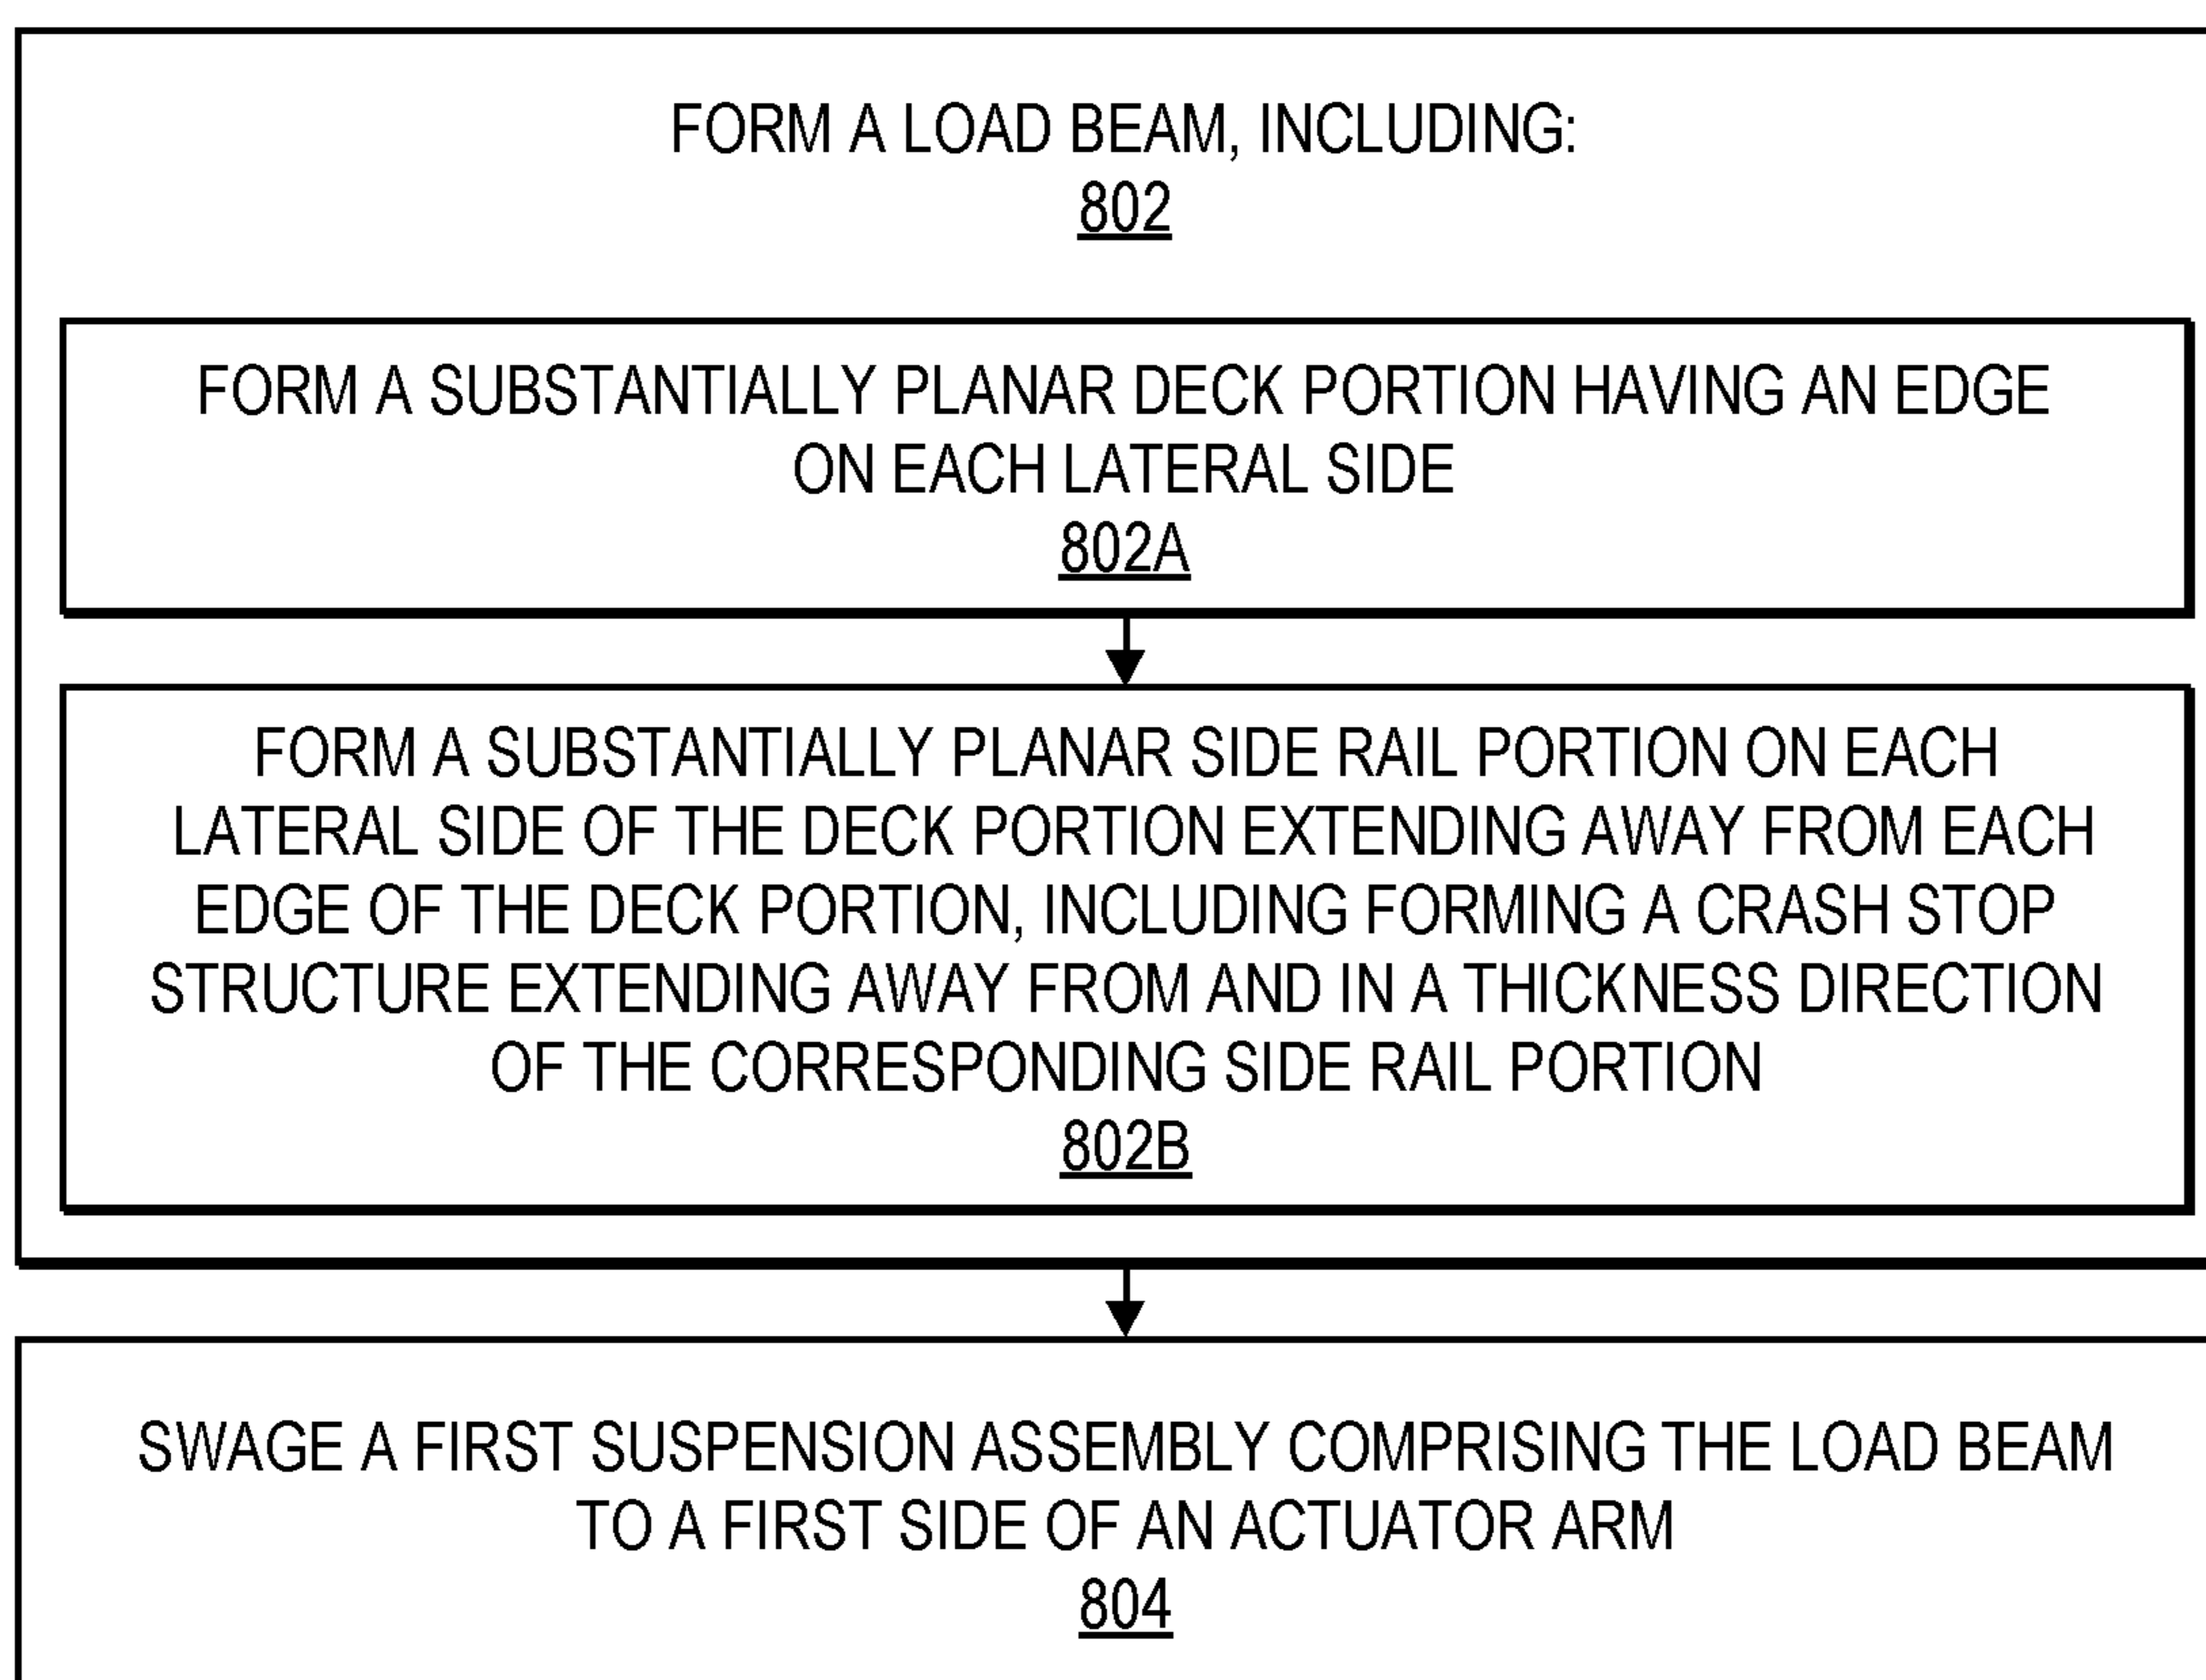 FORM A LOAD BEAM, INCLUDING:
802
FORM A SUBSTANTIALLY PLANAR DECK PORTION HAVING AN EDGE
ON EACH LATERAL SIDE
802A
FORM A SUBSTANTIALLY PLANAR SIDE RAIL PORTION ON EACH
LATERAL SIDE OF THE DECK PORTION EXTENDING AWAY FROM EACH
EDGE OF THE DECK PORTION, INCLUDING FORMING A CRASH STOP
STRUCTURE EXTENDING AWAY FROM AND IN A THICKNESS DIRECTION
OF THE CORRESPONDING SIDE RAIL PORTION
802B
SWAGE A FIRST SUSPENSION ASSEMBLY COMPRISING THE LOAD BEAM
TO A FIRST SIDE OF AN ACTUATOR ARM
804